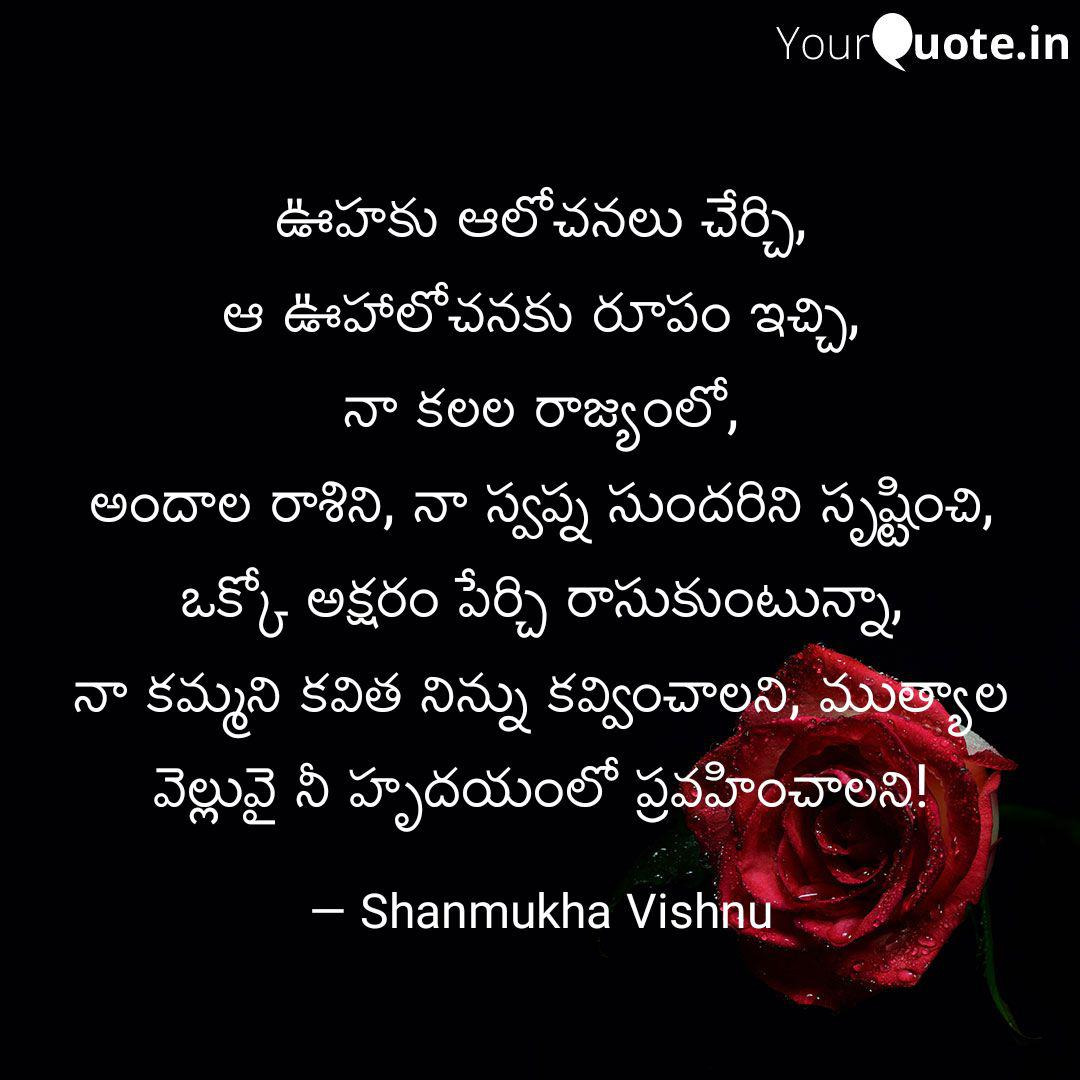 YourQuote.in
ఊహకు ఆలోచనలు చేర్చి,
ఆ ఊహాలోచనకు రూపం ఇచ్చి,
నా కలల రాజ్యంలో,
అందాల రాశిని, నా స్వప్న సుందరిని సృష్టించి,
ఒక్కో అక్షరం పేర్చి రాసుకుంటున్నా,
నా కమ్మని కవిత నిన్ను కవ్వించాలని, ముత్యాల
వెల్లువై నీ హృదయంలో ప్రవహించాలని!
— Shanmukha Vishnu